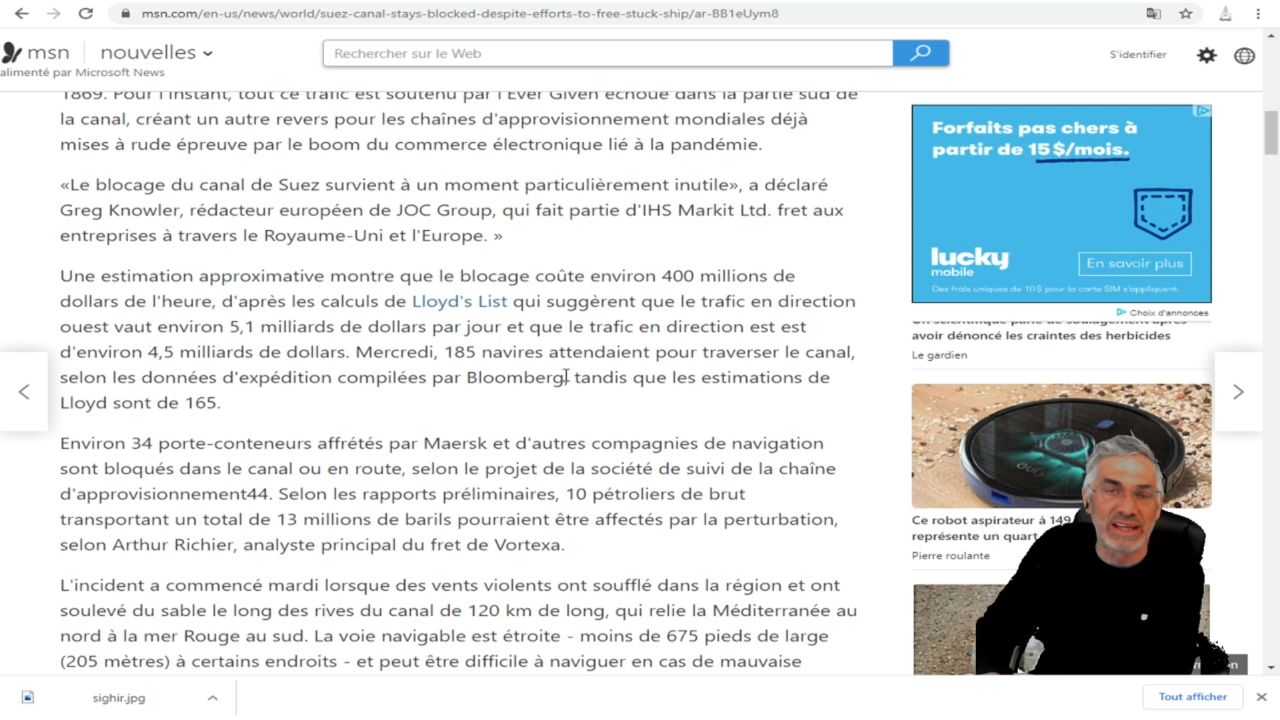 msn.com/en-us/news/world/suez-canal-stays-blocked-despite-efforts-to-free-stuck-ship/ar-BB1eUym8
msn nouvelles
Rechercher sur le Web
S'identifier
alimenté par Microsoft News
1869. Pour l'instant, tout ce trafic est soutenu par l'Ever Given échoué dans la partie sud de
la canal, créant un autre revers pour les chaînes d'approvisionnement mondiales déjà
mises à rude épreuve par le boom du commerce électronique lié à la pandémie.
«Le blocage du canal de Suez survient à un moment particulièrement inutile», a déclaré
Greg Knowler, rédacteur européen de JOC Group, qui fait partie d'IHS Markit Ltd. fret aux
entreprises à travers le Royaume-Uni et l'Europe. »
Une estimation approximative montre que le blocage coûte environ 400 millions de
dollars de l'heure, d'après les calculs de Lloyd's List qui suggèrent que le trafic en direction
ouest vaut environ 5,1 milliards de dollars par jour et que le trafic en direction est est
d'environ 4,5 milliards de dollars. Mercredi, 185 navires attendaient pour traverser le canal,
selon les données d'expédition compilées par Bloomberg, tandis que les estimations de
Lloyd sont de 165.
Environ 34 porte-conteneurs affrétés par Maersk et d'autres compagnies de navigation
sont bloqués dans le canal ou en route, selon le projet de la société de suivi de la chaîne
d'approvisionnement44. Selon les rapports préliminaires, 10 pétroliers de brut
transportant un total de 13 millions de barils pourraient être affectés par la perturbation,
selon Arthur Richier, analyste principal du fret de Vortexa.
L'incident a commencé mardi lorsque des vents violents ont soufflé dans la région et ont
soulevé du sable le long des rives du canal de 120 km de long, qui relie la Méditerranée au
nord à la mer Rouge au sud. La voie navigable est étroite - moins de 675 pieds de large
(205 mètres) à certains endroits - et peut être difficile à naviguer en cas de mauvaise
Forfaits pas chers à
partir de 15$/mois.
lucky
mobile
En savoir plus
Des frais uniques de 10$ pour la carte SIM s'appliquent.
Choix d'annonces
Un scientifique parle de soulagement après
avoir dénoncé les craintes des herbicides
Le gardien
Ce robot aspirateur à 149
représente un quart
Pierre roulante
sighir.jpg
Tout afficher